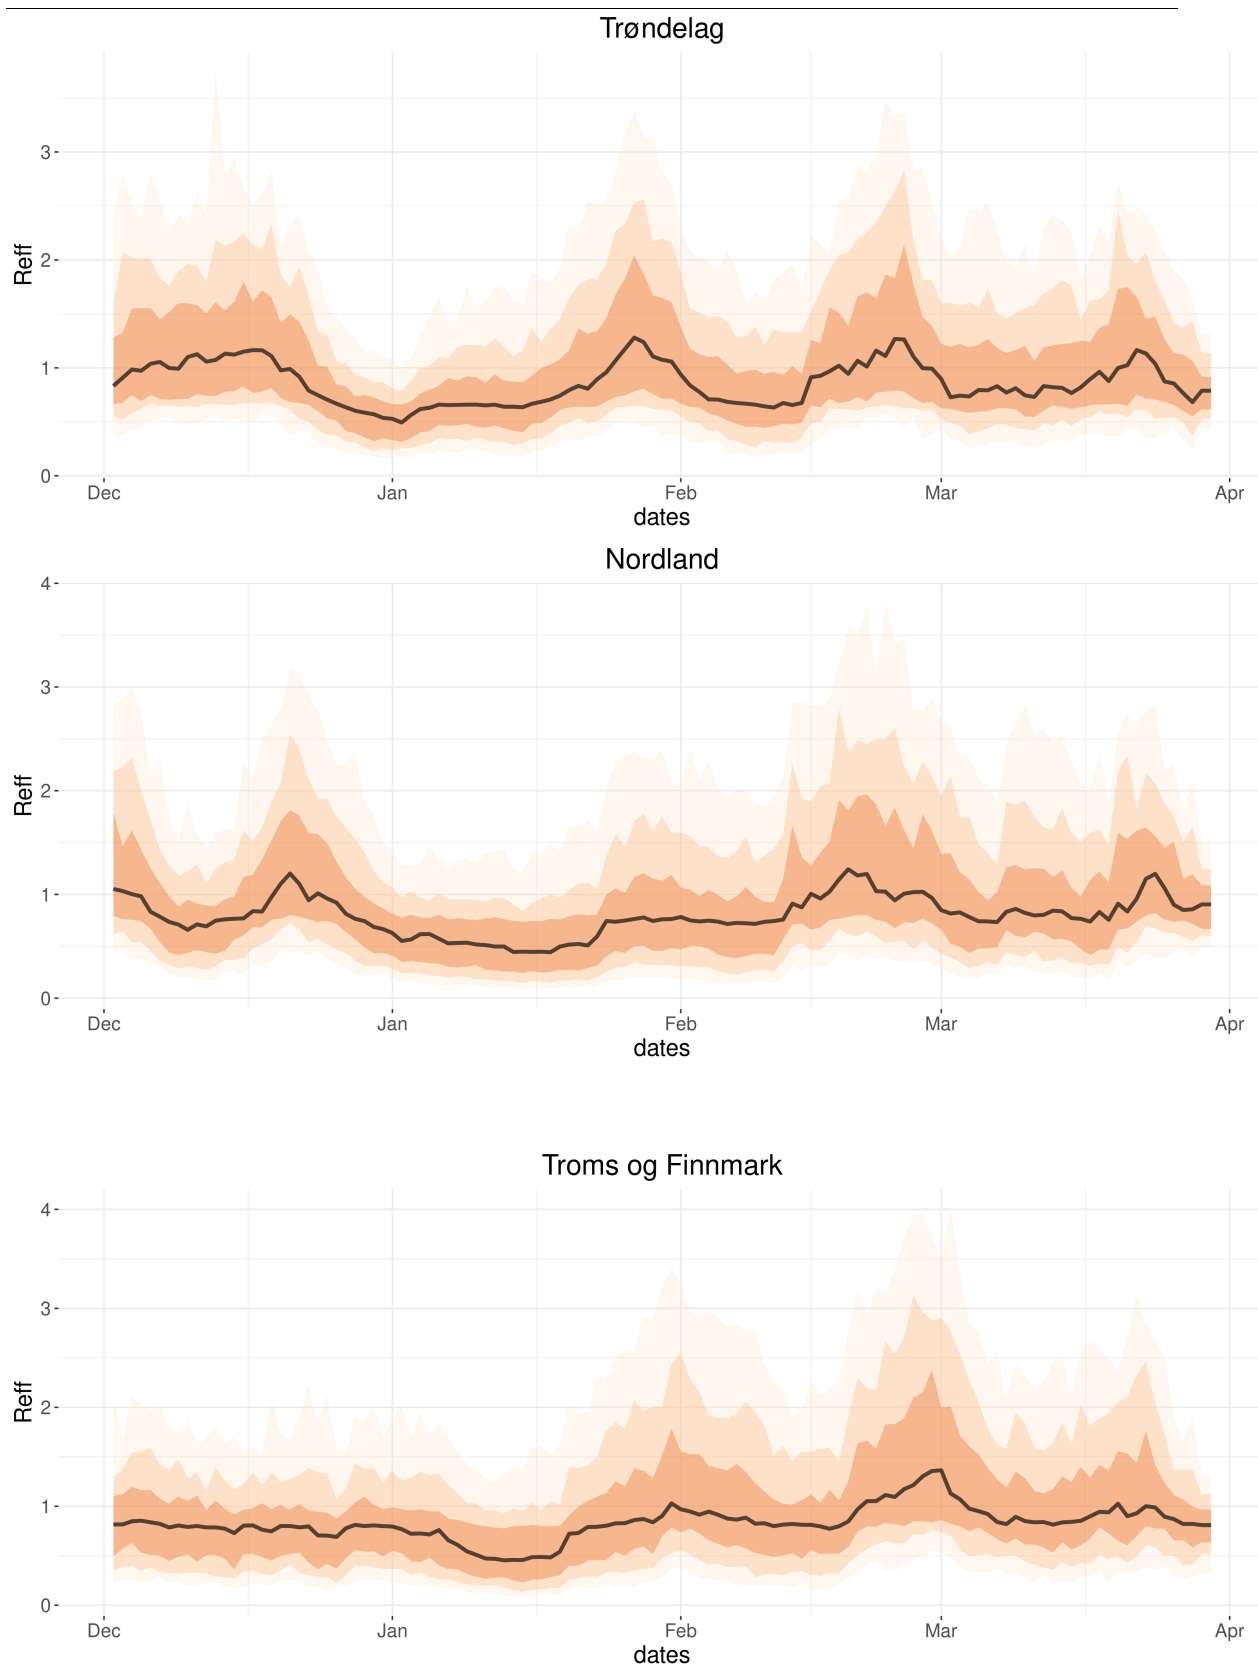 Trøndelag
3
2
1
0
Reff
Dec Jan Feb Mar Apr
dates
Nordland
4
3
2
1
0
Reff
Dec Jan Feb Mar Apr
dates
Troms og Finnmark
4
3
2
1
0
Reff
Dec Jan Feb Mar Apr
dates